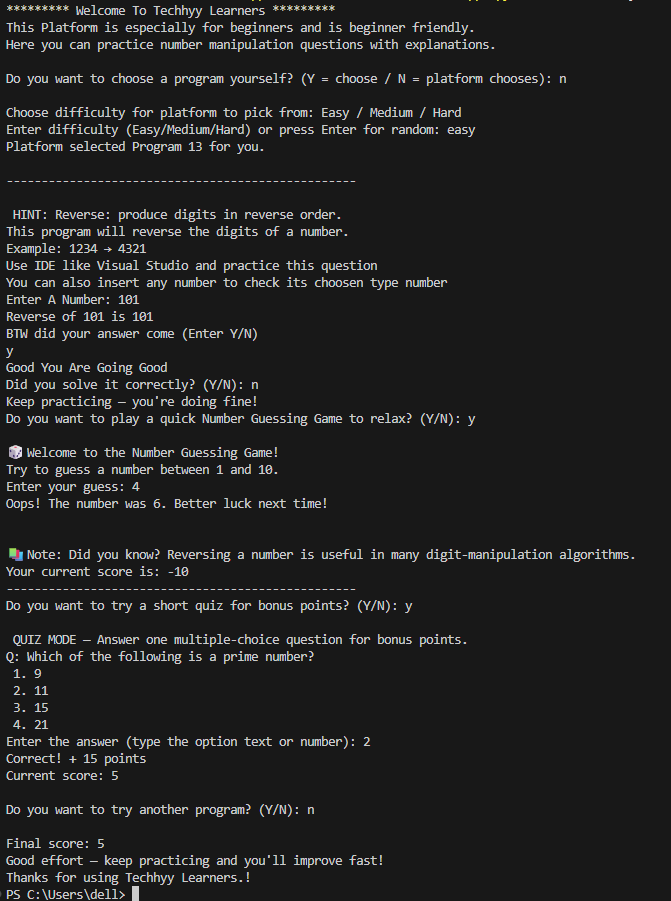 ********* Welcome To Techhyy Learners *********
This Platform is especially for beginners and is beginner friendly.
Here you can practice number manipulation questions with explanations.
Do you want to choose a program yourself? (Y = choose / N = platform chooses): n
Choose difficulty for platform to pick from: Easy / Medium / Hard
Enter difficulty (Easy/Medium/Hard) or press Enter for random: easy
Platform selected Program 13 for you.
--------------------------------------------------
HINT: Reverse: produce digits in reverse order.
This program will reverse the digits of a number.
Example: 1234 → 4321
Use IDE like Visual Studio and practice this question
You can also insert any number to check its choosen type number
Enter A Number: 101
Reverse of 101 is 101
BTW did your answer come (Enter Y/N)
y
Good You Are Going Good
Did you solve it correctly? (Y/N): n
Keep practicing — you're doing fine!
Do you want to play a quick Number Guessing Game to relax? (Y/N): y
🎲 Welcome to the Number Guessing Game!
Try to guess a number between 1 and 10.
Enter your guess: 4
Oops! The number was 6. Better luck next time!
📚 Note: Did you know? Reversing a number is useful in many digit-manipulation algorithms.
Your current score is: -10
--------------------------------------------------
Do you want to try a short quiz for bonus points? (Y/N): y
QUIZ MODE — Answer one multiple-choice question for bonus points.
Q: Which of the following is a prime number?
1. 9
2. 11
3. 15
4. 21
Enter the answer (type the option text or number): 2
Correct! + 15 points
Current score: 5
Do you want to try another program? (Y/N): n
Final score: 5
Good effort — keep practicing and you'll improve fast!
Thanks for using Techhyy Learners.!
PS C:\Users\dell>